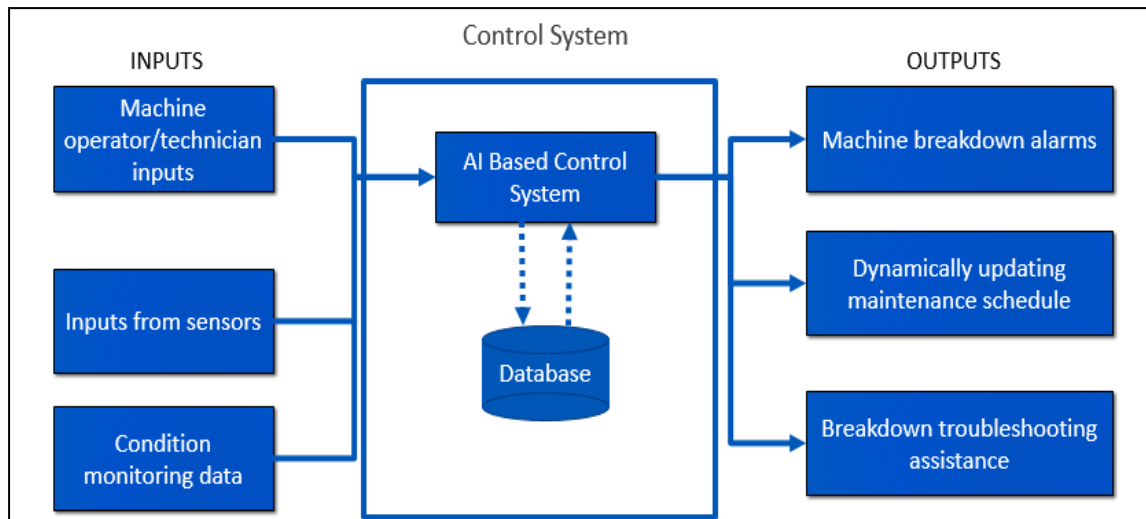 Control System
INPUTS
OUTPUTS
Machine
operator/technician
inputs
Inputs from sensors
Condition
monitoring data
AI Based Control
System
Database
Machine breakdown alarms
Dynamically updating
maintenance schedule
Breakdown troubleshooting
assistance